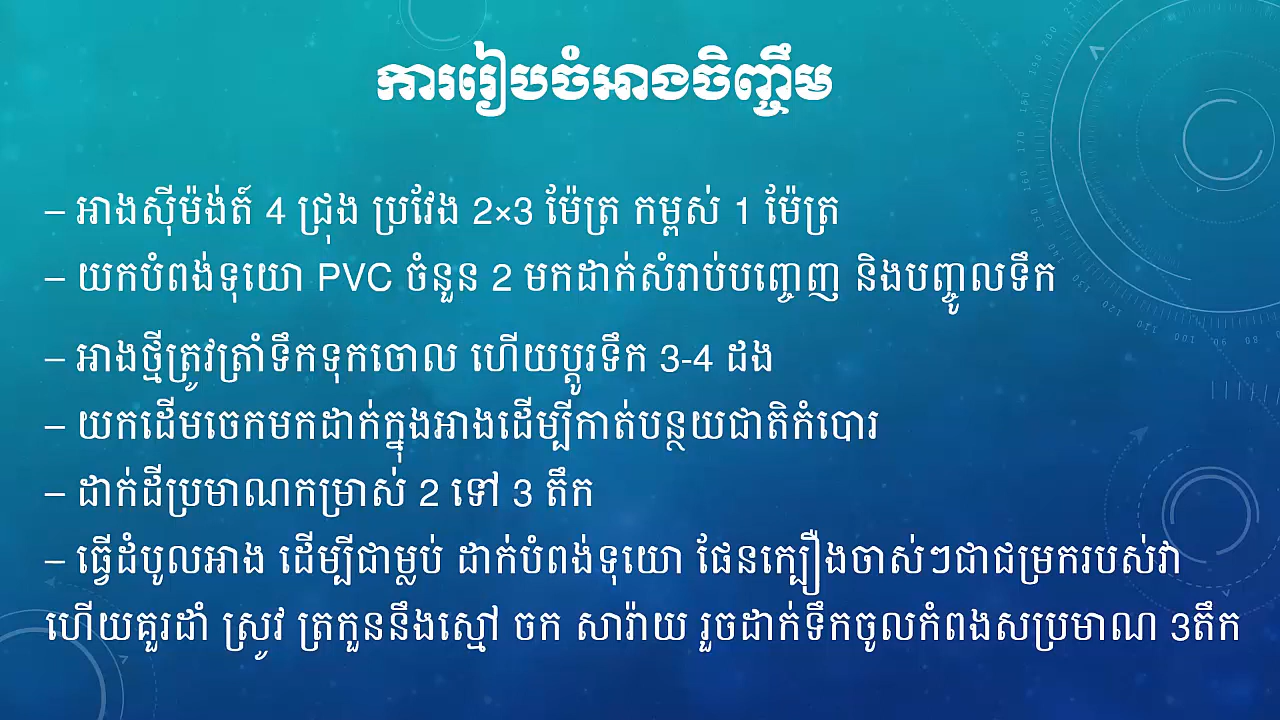 ការរៀបចំអាងចិញ្ចឹម
– អាងស៊ីម៉ង់ត៍ 4 ជ្រុង ប្រវែង 2×3 ម៉ែត្រ កម្ពស់ 1 ម៉ែត្រ
– យកបំពង់ទុយោ PVC ចំនួន 2 មកដាក់សំរាប់បញ្ចេញ និងបញ្ចូលទឹក
– អាងថ្មីត្រូវត្រាំទឹកទុកចោល ហើយប្តូរទឹក 3-4 ដង
– យកដើមចេកមកដាក់ក្នុងអាងដើម្បីកាត់បន្ថយជាតិកំបោរ
– ដាក់ដីប្រមាណកម្រាស់ 2 ទៅ 3 តឹក
– ធ្វើដំបូលអាង ដើម្បីជាម្លប់ ដាក់បំពង់ទុយោ ផែនក្បឿងចាស់ៗជាជម្រករបស់វា
ហើយគួរដាំ ស្រូវ ត្រកួននឹងស្មៅ ចក សារ៉ាយ រួចដាក់ទឹកចូលកំពងសប្រមាណ 3តឹក